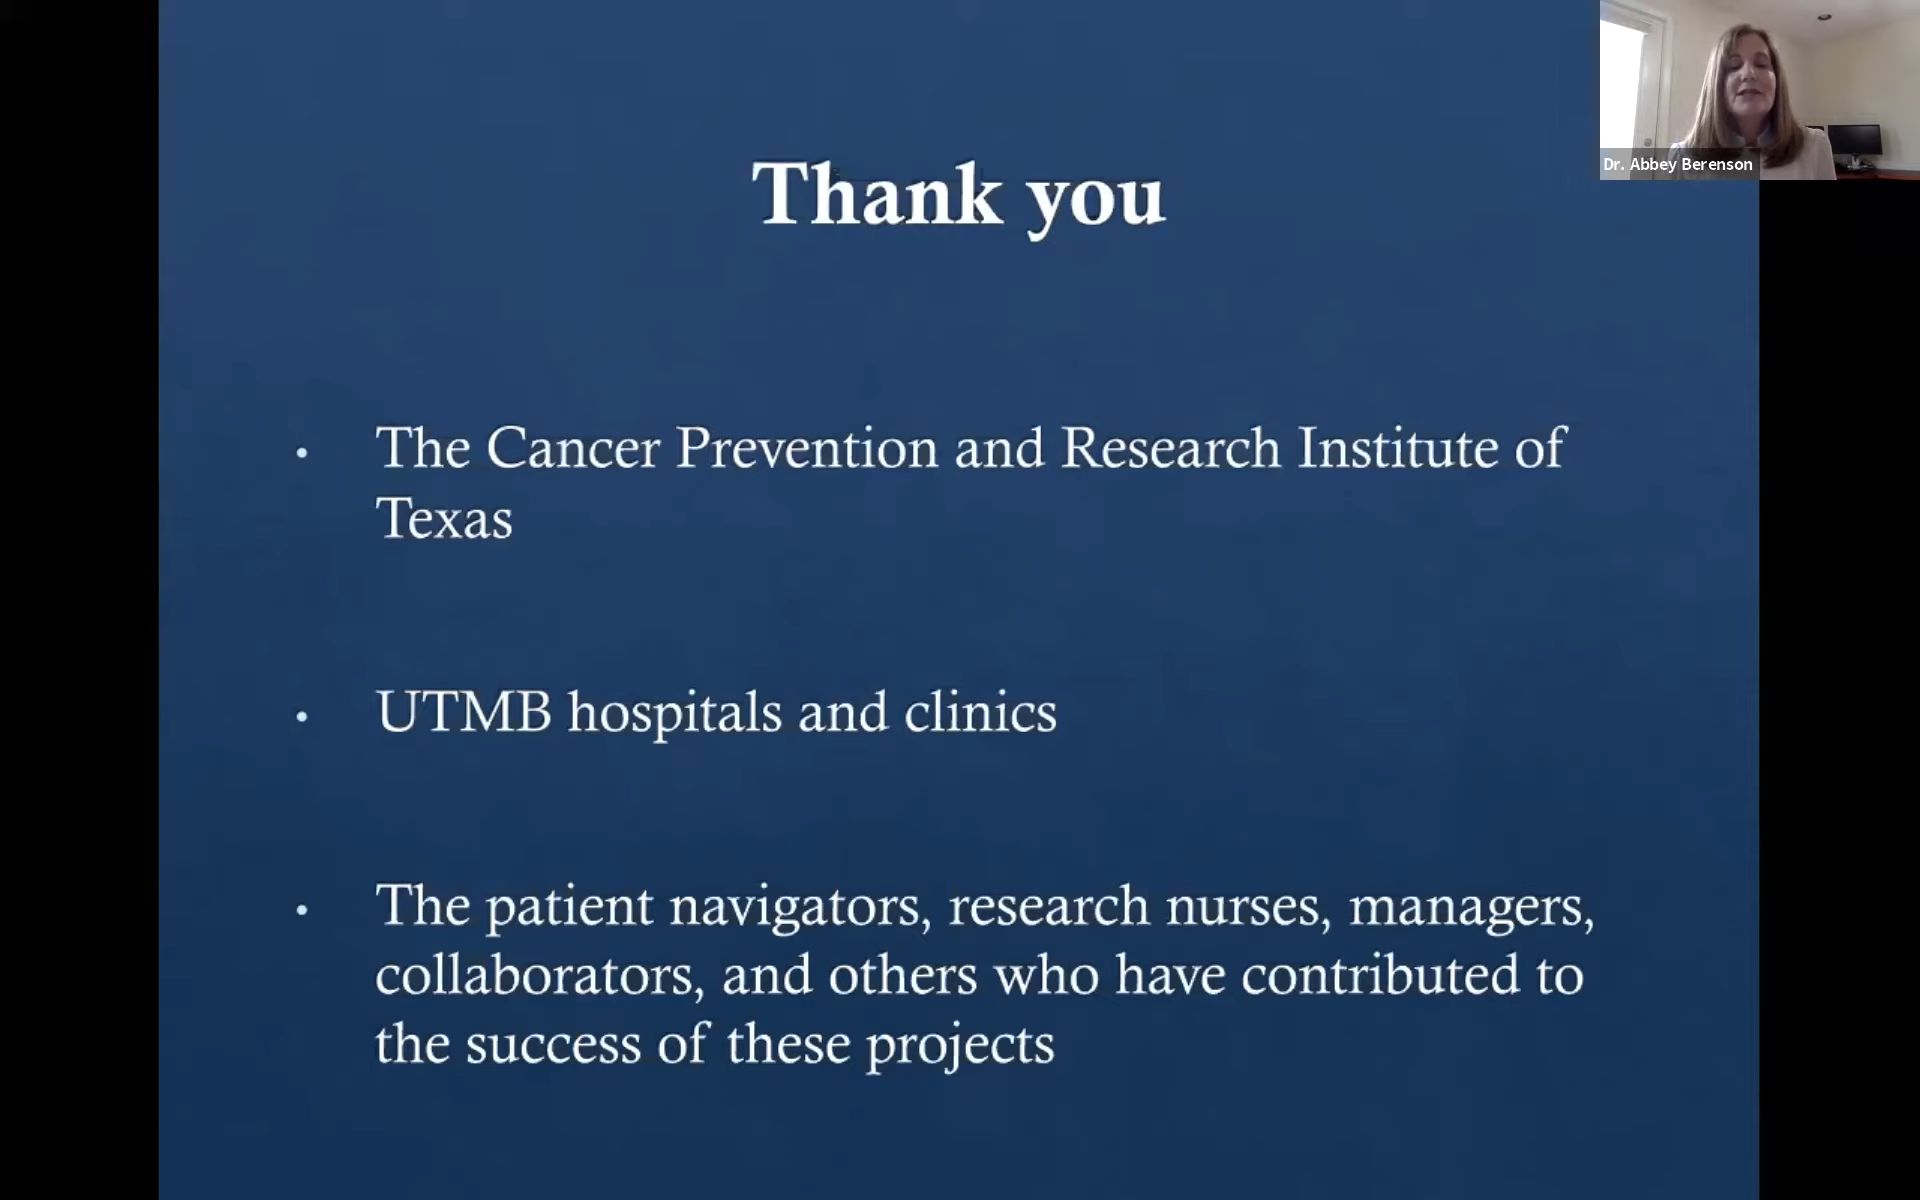 Thank you
Dr. Abbey Berenson
• The Cancer Prevention and Research Institute of
Texas
• UTMB hospitals and clinics
• The patient navigators, research nurses, managers,
collaborators, and others who have contributed to
the success of these projects